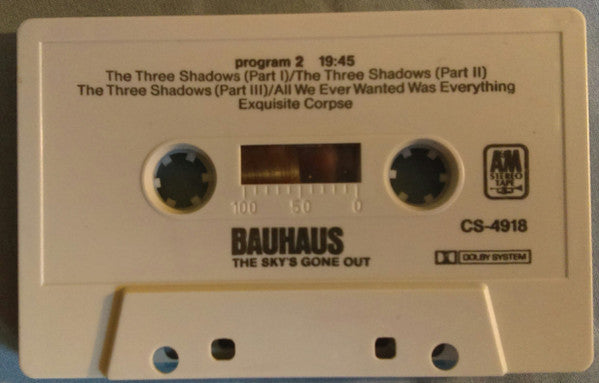 program 2 19:45
The Three Shadows (Part I)/The Three Shadows (Part II)
The Three Shadows (Part III)/All We Ever Wanted Was Everything
Exquisite Corpse
100 50 0
A&M
STEREO
TAPE
CS-4918
BAUHAUS
THE SKY'S GONE OUT
DOLBY SYSTEM